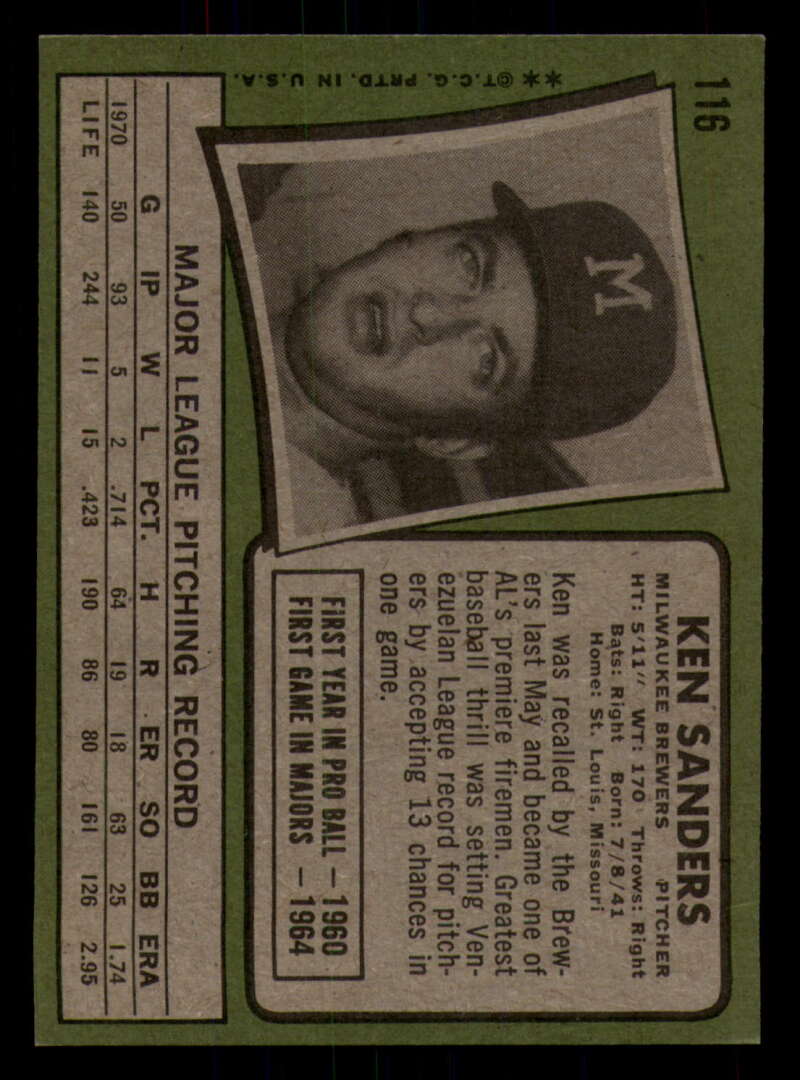 116
**©T.C.G. PRTD. IN U.S.A.
M
KEN SANDERS
MILWAUKEE BREWERS PITCHER
HT: 5/11" WT: 170 Throws: Right
Bats: Right Born: 7/8/41
Home: St. Louis, Missouri
Ken was recalled by the Brew-
ers last May and became one of
AL's premiere firemen. Greatest
baseball thrill was setting Ven-
ezuelan League record for pitch-
ers by accepting 13 chances in
one game.
FIRST YEAR IN PRO BALL — 1960
FIRST GAME IN MAJORS — 1964
MAJOR LEAGUE PITCHING RECORD
G IP W L PCT. H R ER SO BB ERA
1970 50 93 5 2 .714 64 19 18 63 25 1.74
LIFE 140 244 11 15 .423 190 86 80 161 126 2.95